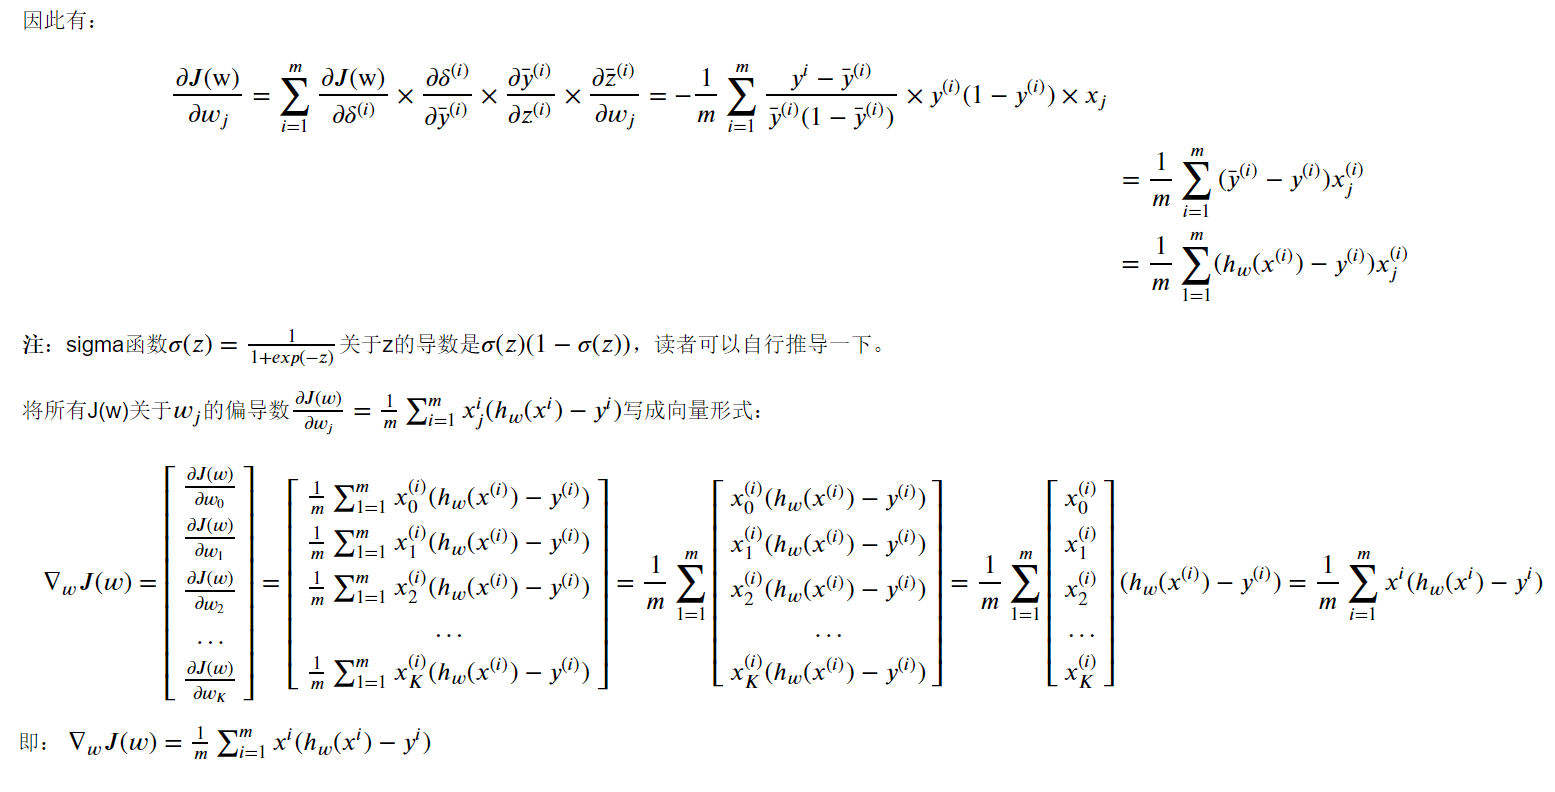 因此有：
$\frac{\partial J(\mathrm{w})}{\partial w_j} = \sum_{i=1}^{m} \frac{\partial J(\mathrm{w})}{\partial \delta^{(i)}} \times \frac{\partial \delta^{(i)}}{\partial \bar{y}^{(i)}} \times \frac{\partial \bar{y}^{(i)}}{\partial z^{(i)}} \times \frac{\partial \bar{z}^{(i)}}{\partial w_j} = -\frac{1}{m} \sum_{i=1}^{m} \frac{y^i - \bar{y}^{(i)}}{\bar{y}^{(i)}(1 - \bar{y}^{(i)})} \times y^{(i)}(1 - y^{(i)}) \times x_j$
$= \frac{1}{m} \sum_{i=1}^{m} (\bar{y}^{(i)} - y^{(i)}) x_j^{(i)}$
$= \frac{1}{m} \sum_{1=1}^{m} (h_w(x^{(i)}) - y^{(i)}) x_j^{(i)}$
注：sigma函数$\sigma(z) = \frac{1}{1+exp(-z)}$关于z的导数是$\sigma(z)(1 - \sigma(z))$，读者可以自行推导一下。
将所有J(w)关于$w_j$的偏导数$\frac{\partial J(w)}{\partial w_j} = \frac{1}{m} \sum_{i=1}^{m} x_j^i (h_w(x^i) - y^i)$写成向量形式：
$\nabla_w J(w) = \begin{bmatrix} \frac{\partial J(w)}{\partial w_0} \\ \frac{\partial J(w)}{\partial w_1} \\ \frac{\partial J(w)}{\partial w_2} \\ \cdots \\ \frac{\partial J(w)}{\partial w_K} \end{bmatrix} = \begin{bmatrix} \frac{1}{m} \sum_{1=1}^{m} x_0^{(i)} (h_w(x^{(i)}) - y^{(i)}) \\ \frac{1}{m} \sum_{1=1}^{m} x_1^{(i)} (h_w(x^{(i)}) - y^{(i)}) \\ \frac{1}{m} \sum_{1=1}^{m} x_2^{(i)} (h_w(x^{(i)}) - y^{(i)}) \\ \cdots \\ \frac{1}{m} \sum_{1=1}^{m} x_K^{(i)} (h_w(x^{(i)}) - y^{(i)}) \end{bmatrix} = \frac{1}{m} \sum_{1=1}^{m} \begin{bmatrix} x_0^{(i)} (h_w(x^{(i)}) - y^{(i)}) \\ x_1^{(i)} (h_w(x^{(i)}) - y^{(i)}) \\ x_2^{(i)} (h_w(x^{(i)}) - y^{(i)}) \\ \cdots \\ x_K^{(i)} (h_w(x^{(i)}) - y^{(i)}) \end{bmatrix} = \frac{1}{m} \sum_{1=1}^{m} \begin{bmatrix} x_0^{(i)} \\ x_1^{(i)} \\ x_2^{(i)} \\ \cdots \\ x_K^{(i)} \end{bmatrix} (h_w(x^{(i)}) - y^{(i)}) = \frac{1}{m} \sum_{i=1}^{m} x^i (h_w(x^i) - y^i)$
即： $\nabla_w J(w) = \frac{1}{m} \sum_{i=1}^{m} x^i (h_w(x^i) - y^i)$